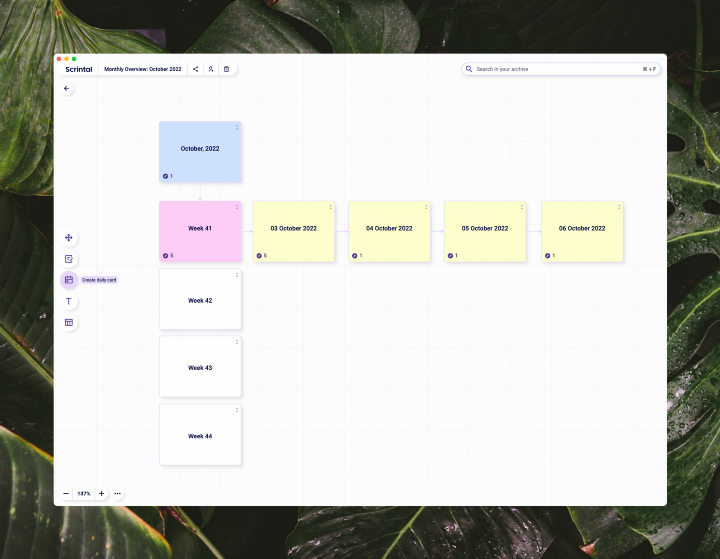 Scrintal
Monthly Overview: October 2022
Search in your archive
⌘ + F
October, 2022
1
Week 41
5
03 October 2022
5
04 October 2022
1
05 October 2022
1
06 October 2022
1
Create daily card
Week 42
Week 43
Week 44
137%